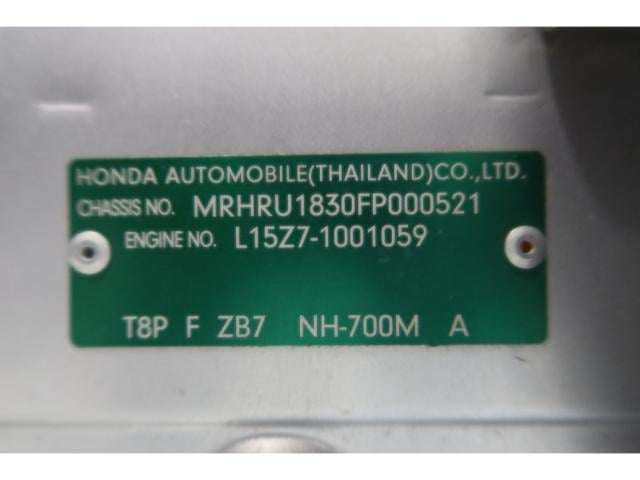 HONDA AUTOMOBILE(THAILAND)CO.,LTD.
CHASSIS NO. MRHRU1830FP000521
ENGINE NO. L15Z7-1001059
T8P F ZB7 NH-700M A